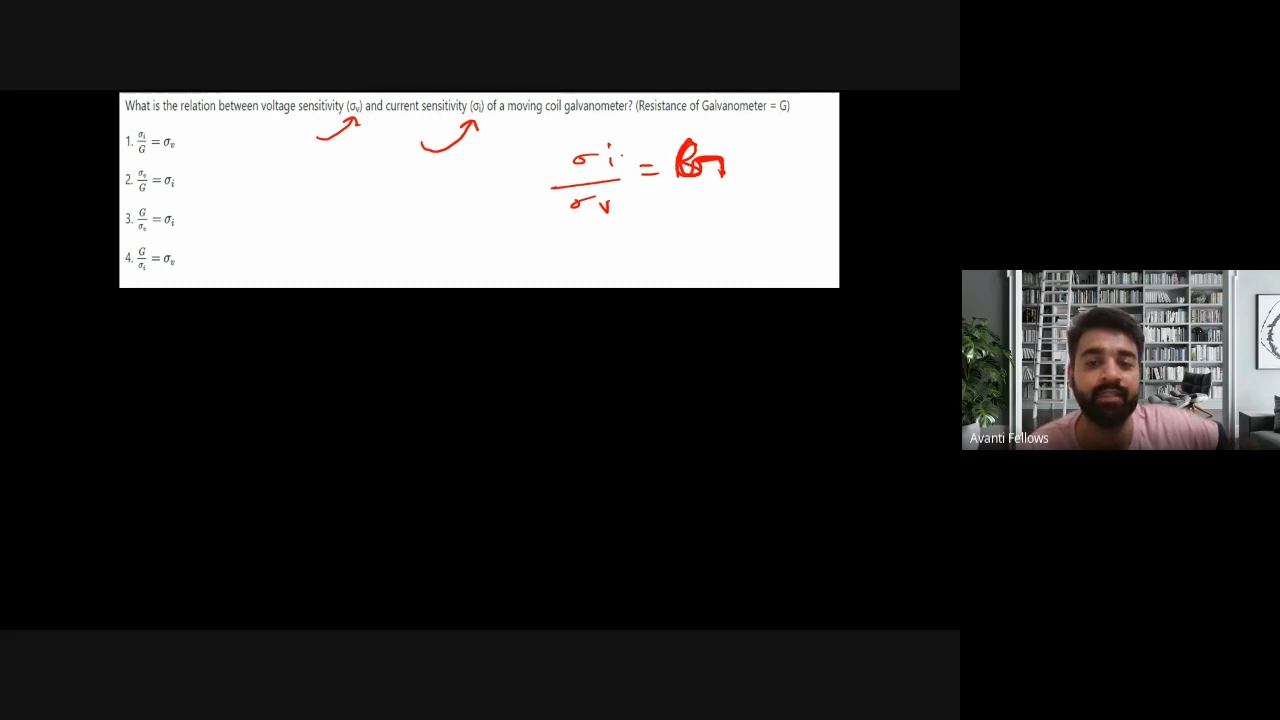 What is the relation between voltage sensitivity (σᵥ) and current sensitivity (σᵢ) of a moving coil galvanometer? (Resistance of Galvanometer = G)
1. σᵢ/G = σᵥ
2. σᵥ/G = σᵢ
3. G/σᵥ = σᵢ
4. G/σᵢ = σᵥ
σi/σv =
Avanti Fellows